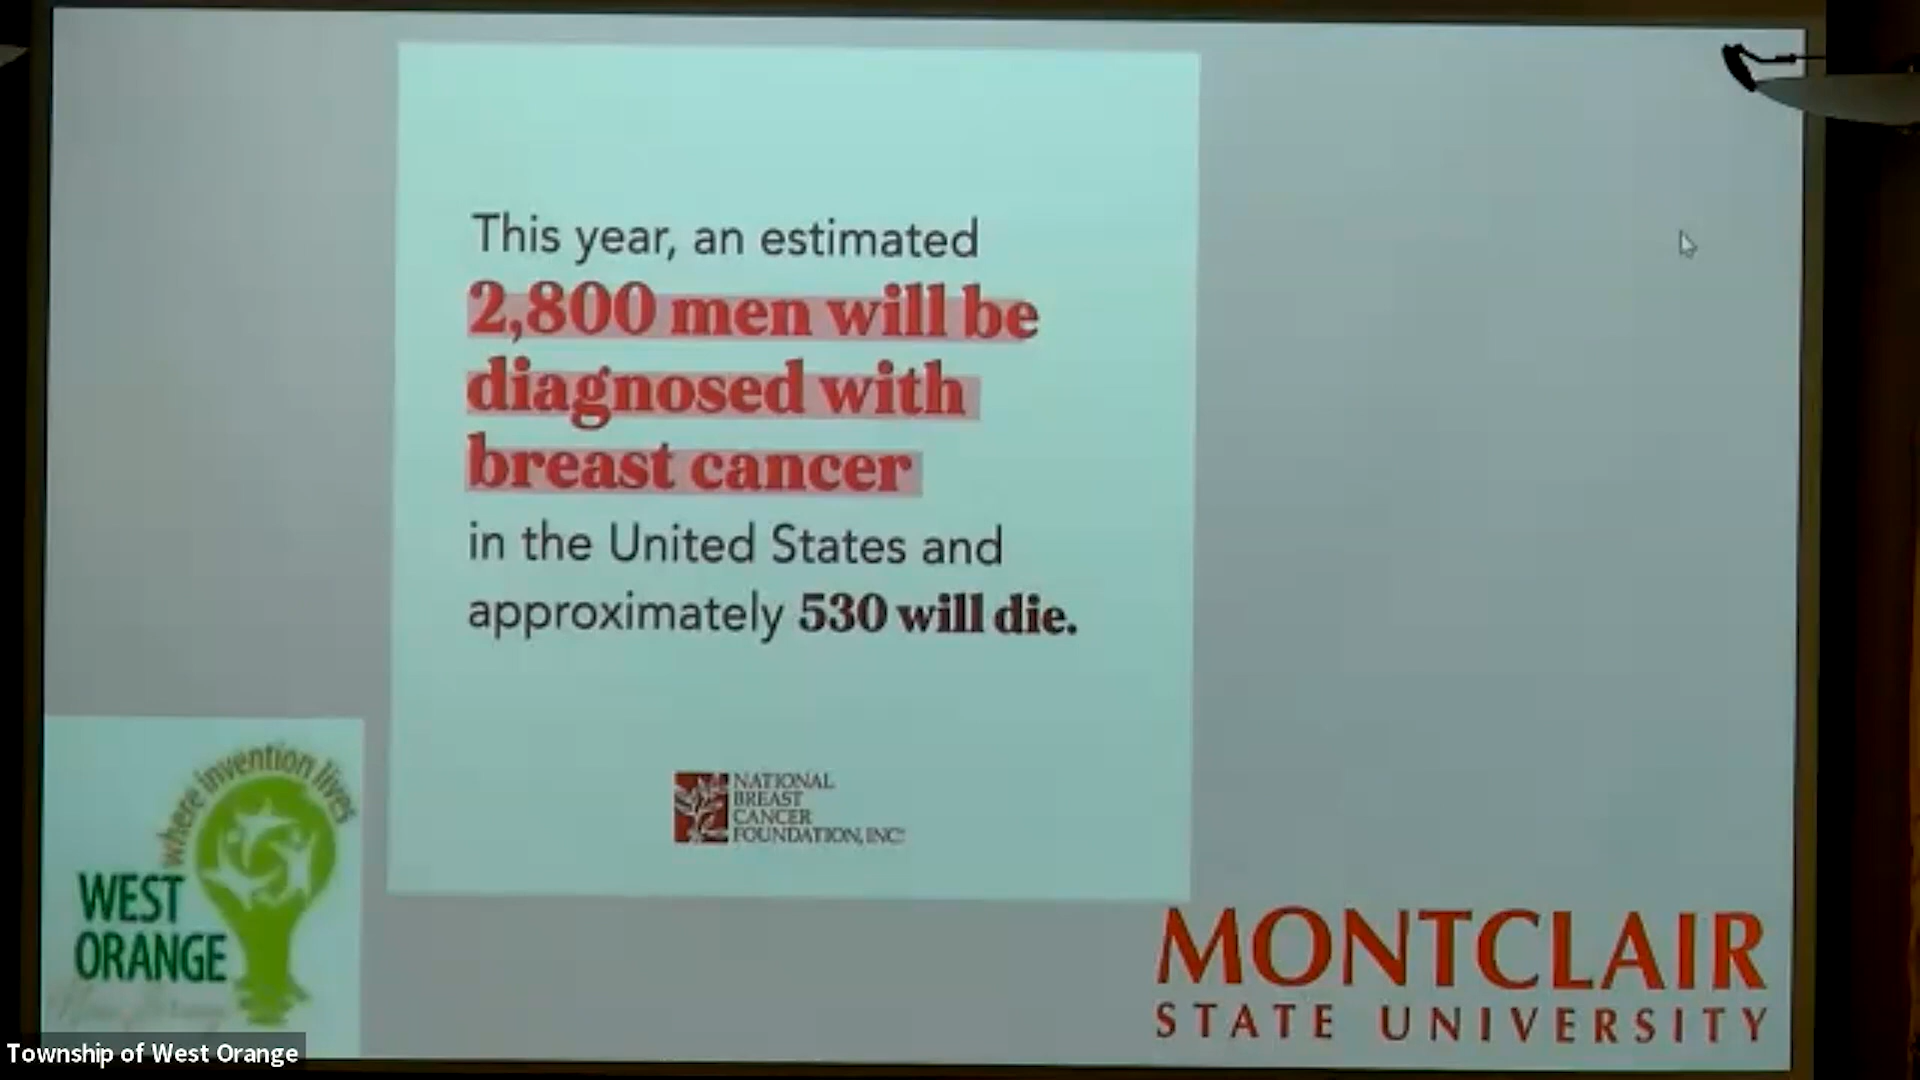 This year, an estimated
2,800 men will be
diagnosed with
breast cancer
in the United States and
approximately 530 will die.
NATIONAL
BREAST
CANCER
FOUNDATION, INC.
where invention lives
WEST
ORANGE
New Jersey
MONTCLAIR
STATE UNIVERSITY
Township of West Orange